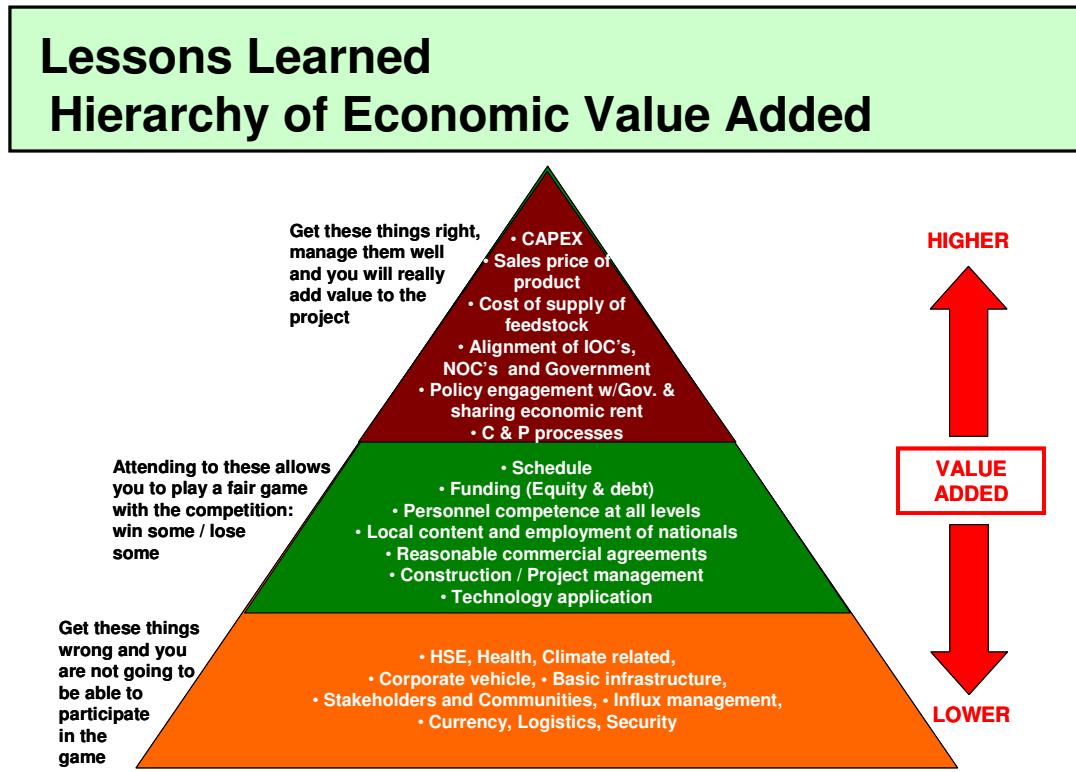 Lessons Learned
Hierarchy of Economic Value Added
Get these things right,
manage them well
and you will really
add value to the
project
• CAPEX
• Sales price of
product
• Cost of supply of
feedstock
• Alignment of IOC's,
NOC's and Government
• Policy engagement w/Gov. &
sharing economic rent
• C & P processes
HIGHER
VALUE
ADDED
LOWER
Attending to these allows
you to play a fair game
with the competition:
win some / lose
some
• Schedule
• Funding (Equity & debt)
• Personnel competence at all levels
• Local content and employment of nationals
• Reasonable commercial agreements
• Construction / Project management
• Technology application
Get these things
wrong and you
are not going to
be able to
participate
in the
game
• HSE, Health, Climate related,
• Corporate vehicle, • Basic infrastructure,
• Stakeholders and Communities, • Influx management,
• Currency, Logistics, Security